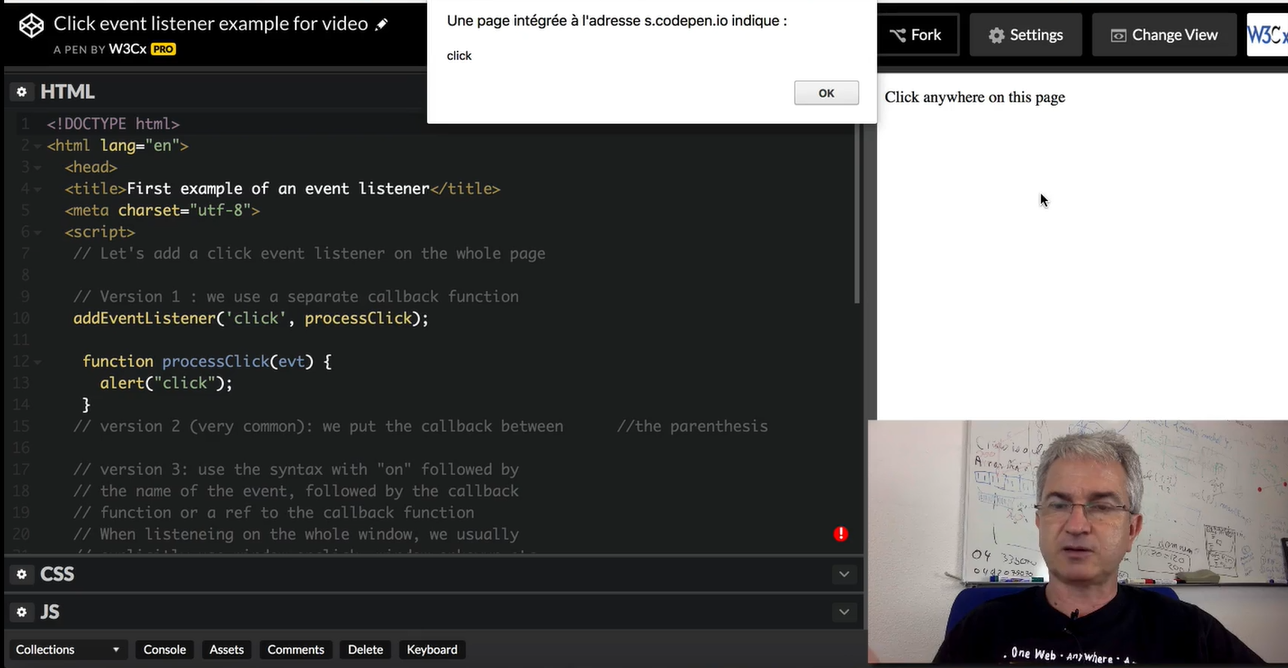 Click event listener example for video
A PEN BY W3Cx PRO
Une page intégrée à l'adresse s.codepen.io indique :
click
OK
Fork
Settings
Change View
W3Cx
HTML
1 <!DOCTYPE html>
2 <html lang="en">
3 <head>
4 <title>First example of an event listener</title>
5 <meta charset="utf-8">
6 <script>
7 // Let's add a click event listener on the whole page
8
9 // Version 1 : we use a separate callback function
10 addEventListener('click', processClick);
11
12 function processClick(evt) {
13 alert("click");
14 }
15 // version 2 (very common): we put the callback between //the parenthesis
16
17 // version 3: use the syntax with "on" followed by
18 // the name of the event, followed by the callback
19 // function or a ref to the callback function
20 // When listeneing on the whole window, we usually
Click anywhere on this page
CSS
JS
Collections
Console
Assets
Comments
Delete
Keyboard
. One Web . Anywhere .